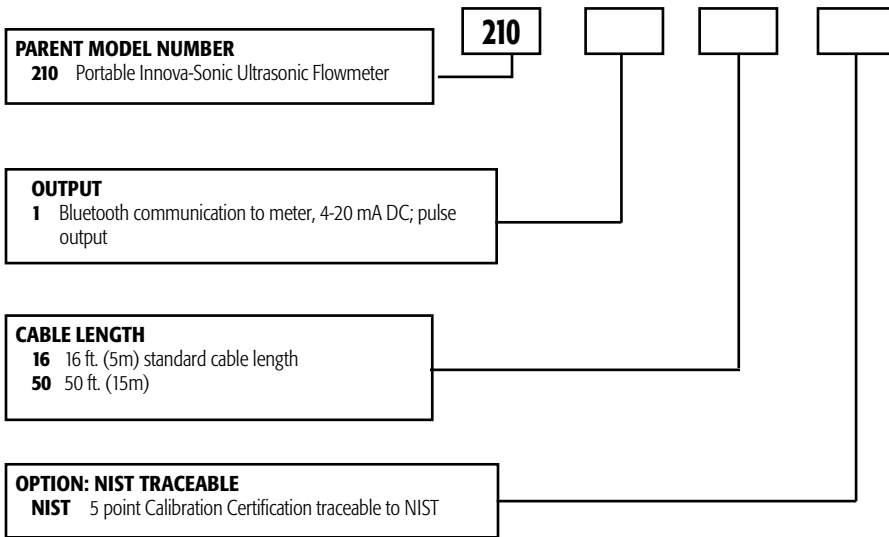 210
PARENT MODEL NUMBER
210 Portable Innova-Sonic Ultrasonic Flowmeter
OUTPUT
1 Bluetooth communication to meter, 4-20 mA DC; pulse
output
CABLE LENGTH
16 16 ft. (5m) standard cable length
50 50 ft. (15m)
OPTION: NIST TRACEABLE
NIST 5 point Calibration Certification traceable to NIST